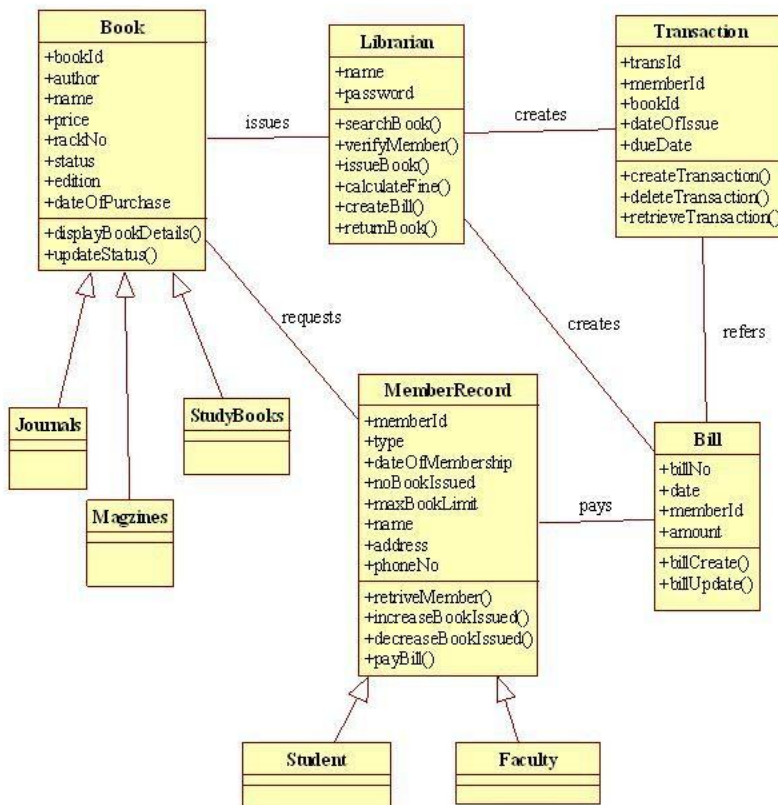 Book
+bookId
+author
+name
+price
+rackNo
+status
+edition
+dateOfPurchase
+displayBookDetails()
+updateStatus()
issues
Librarian
+name
+password
+searchBook()
+verifyMember()
+issueBook()
+calculateFine()
+createBill()
+returnBook()
creates
Transaction
+transId
+memberId
+bookId
+dateOfIssue
+dueDate
+createTransaction()
+deleteTransaction()
+retrieveTransaction()
requests
creates
refers
Journals
StudyBooks
Magzines
MemberRecord
+memberId
+type
+dateOfMembership
+noBookIssued
+maxBookLimit
+name
+address
+phoneNo
+retriveMember()
+increaseBookIssued()
+decreaseBookIssued()
+payBill()
pays
Bill
+billNo
+date
+memberId
+amount
+billCreate()
+billUpdate()
Student
Faculty